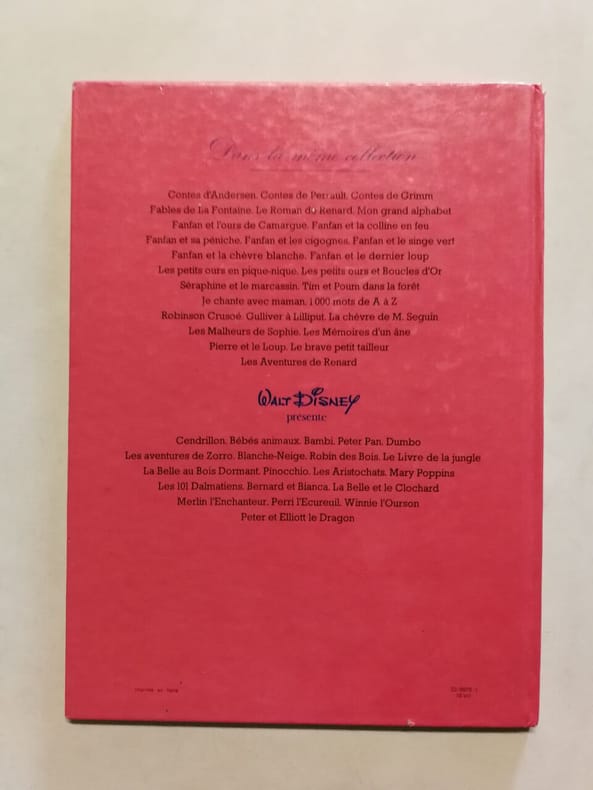 Dans la même collection
Contes d'Andersen. Contes de Perrault. Contes de Grimm
Fables de La Fontaine. Le Roman de Renard. Mon grand alphabet
Fanfan et l'ours de Camargue. Fanfan et la colline en feu
Fanfan et sa péniche. Fanfan et les cigognes. Fanfan et le singe vert
Fanfan et la chèvre blanche. Fanfan et le dernier loup
Les petits ours en pique-nique. Les petits ours et Boucles d'Or
Séraphine et le marcassin. Tim et Poum dans la forêt
Je chante avec maman. 1 000 mots de A à Z
Robinson Crusoé. Gulliver à Lilliput. La chèvre de M. Seguin
Les Malheurs de Sophie. Les Mémoires d'un âne
Pierre et le Loup. Le brave petit tailleur
Les Aventures de Renard
WALT DISNEY
présente
Cendrillon. Bébés animaux. Bambi. Peter Pan. Dumbo
Les aventures de Zorro. Blanche-Neige. Robin des Bois. Le Livre de la jungle
La Belle au Bois Dormant. Pinocchio. Les Aristochats. Mary Poppins
Les 101 Dalmatiens. Bernard et Bianca. La Belle et le Clochard
Merlin l'Enchanteur. Perri l'Ecureuil. Winnie l'Ourson
Peter et Elliott le Dragon